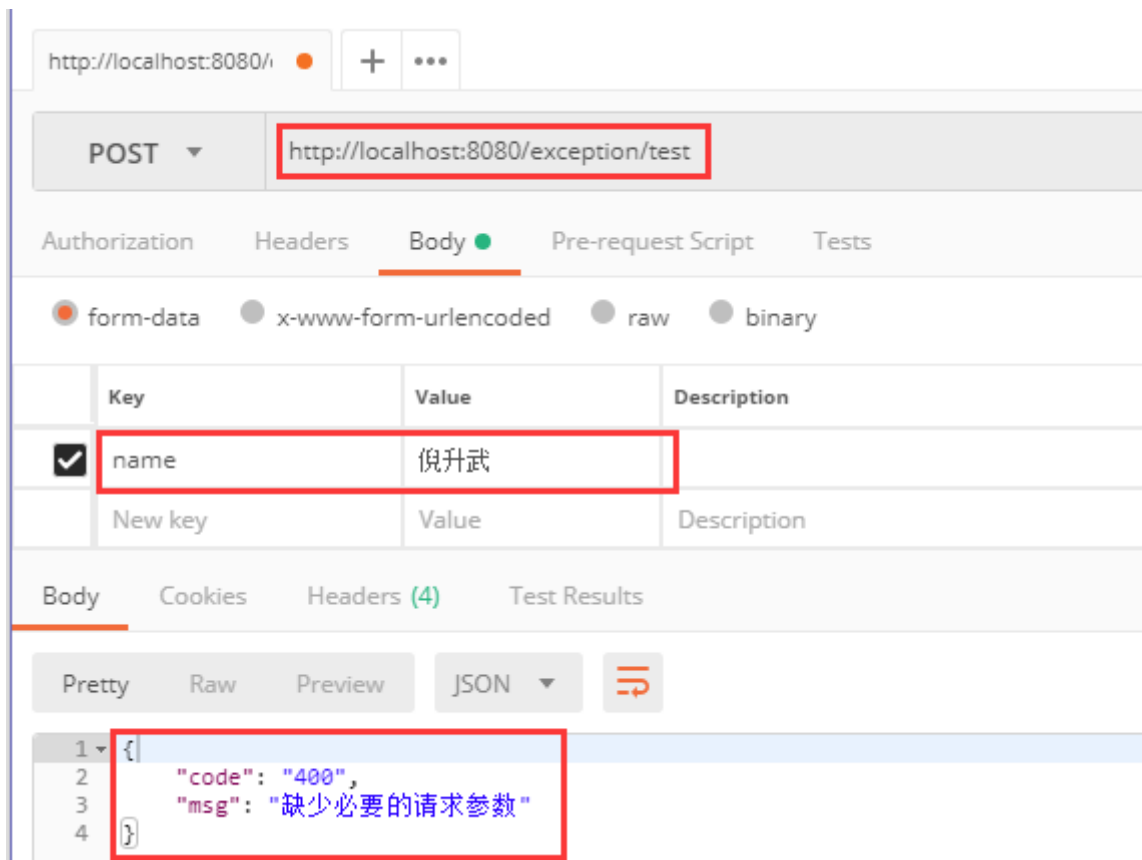 http://localhost:8080/
POST http://localhost:8080/exception/test
Authorization Headers Body Pre-request Script Tests
form-data x-www-form-urlencoded raw binary
Key Value Description
name 倪升武
New key Value Description
Body Cookies Headers (4) Test Results
Pretty Raw Preview JSON
1 {
2 "code": "400",
3 "msg": "缺少必要的请求参数"
4 }